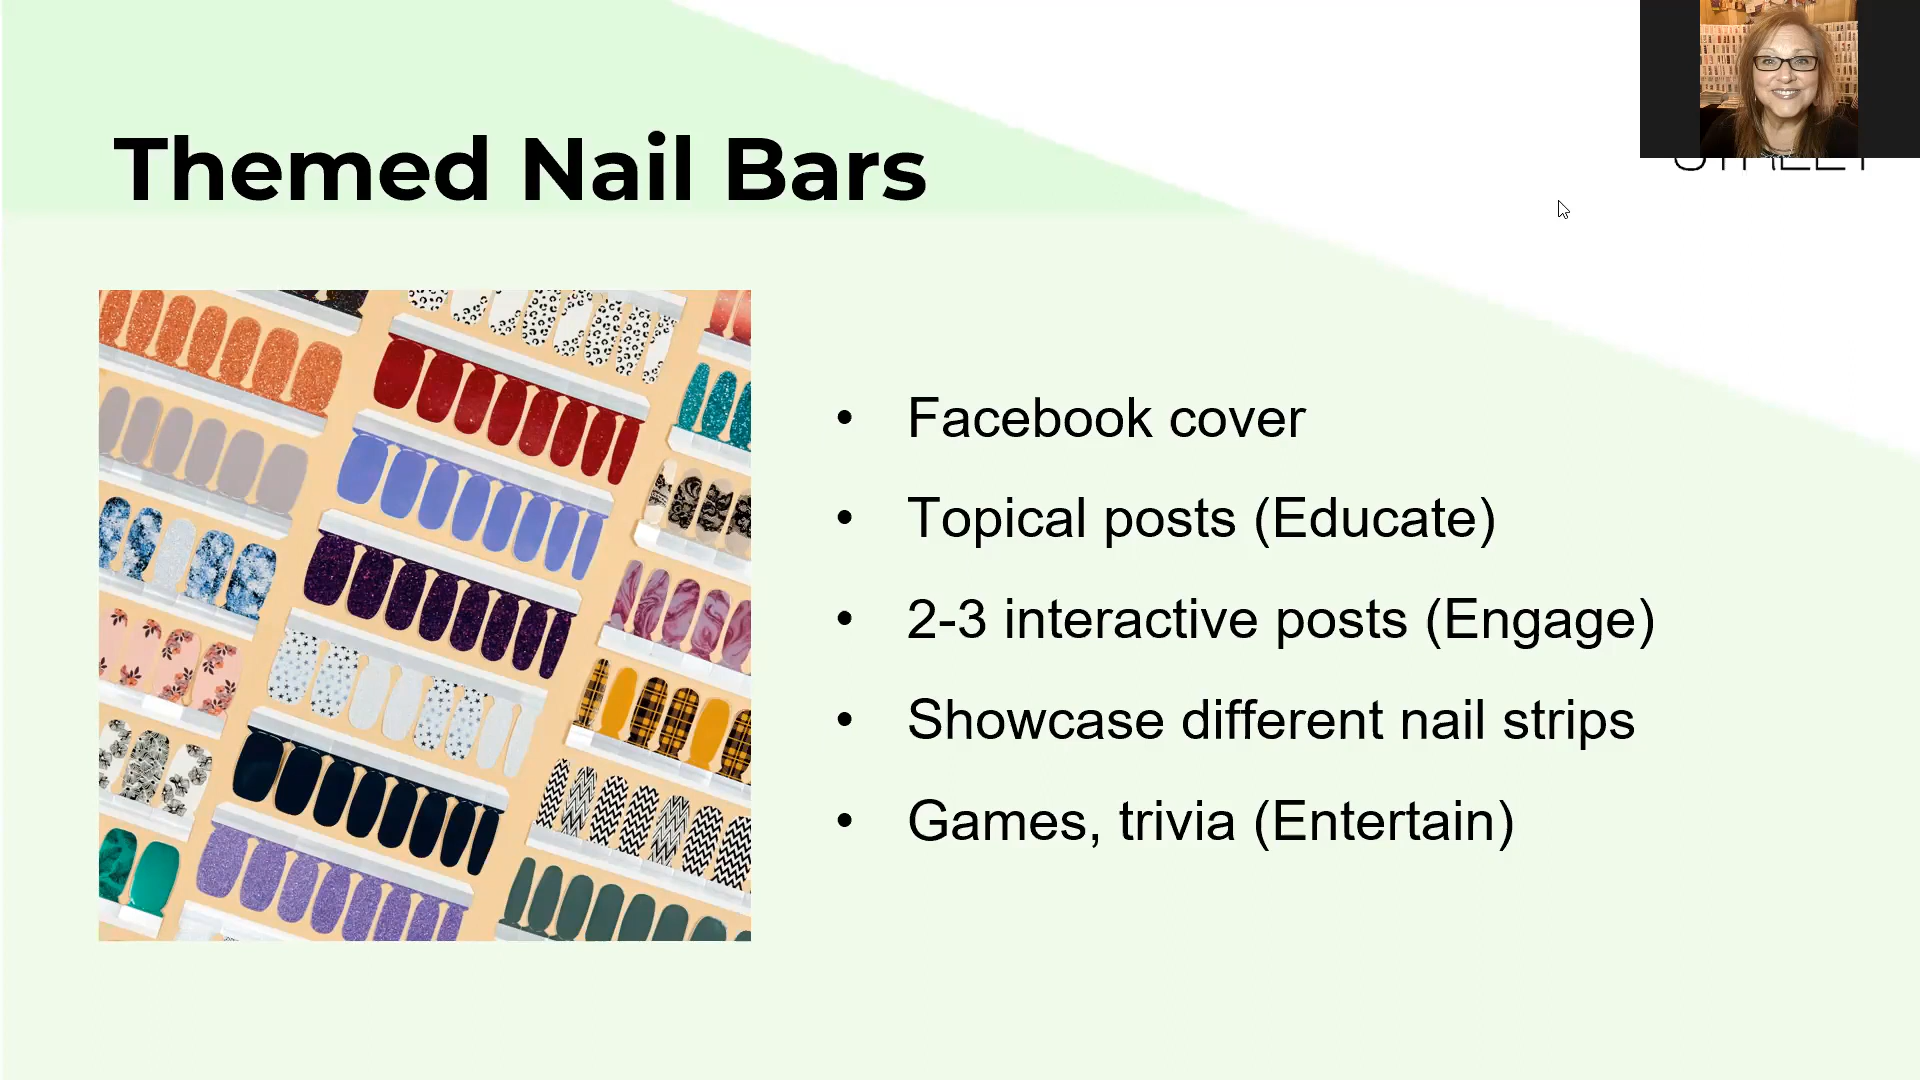 Themed Nail Bars
STREET
• Facebook cover
• Topical posts (Educate)
• 2-3 interactive posts (Engage)
• Showcase different nail strips
• Games, trivia (Entertain)